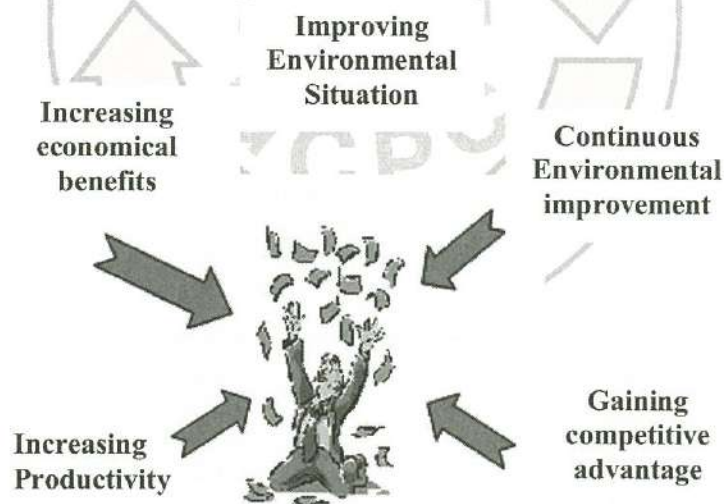 Improving
Environmental
Situation
Increasing
economical
benefits
Continuous
Environmental
improvement
Increasing
Productivity
Gaining
competitive
advantage